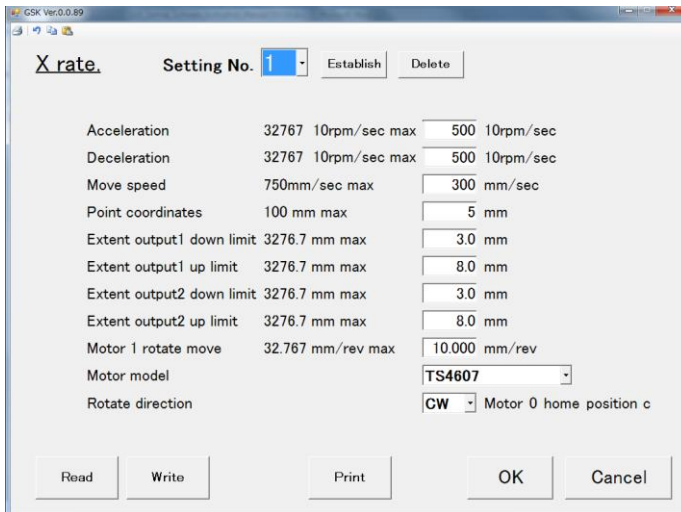 GSK Ver.0.0.89
X rate. Setting No. 1 Establish Delete
Acceleration 32767 10rpm/sec max 500 10rpm/sec
Deceleration 32767 10rpm/sec max 500 10rpm/sec
Move speed 750mm/sec max 300 mm/sec
Point coordinates 100 mm max 5 mm
Extent output1 down limit 3276.7 mm max 3.0 mm
Extent output1 up limit 3276.7 mm max 8.0 mm
Extent output2 down limit 3276.7 mm max 3.0 mm
Extent output2 up limit 3276.7 mm max 8.0 mm
Motor 1 rotate move 32.767 mm/rev max 10.000 mm/rev
Motor model TS4607
Rotate direction CW Motor 0 home position c
Read Write Print OK Cancel